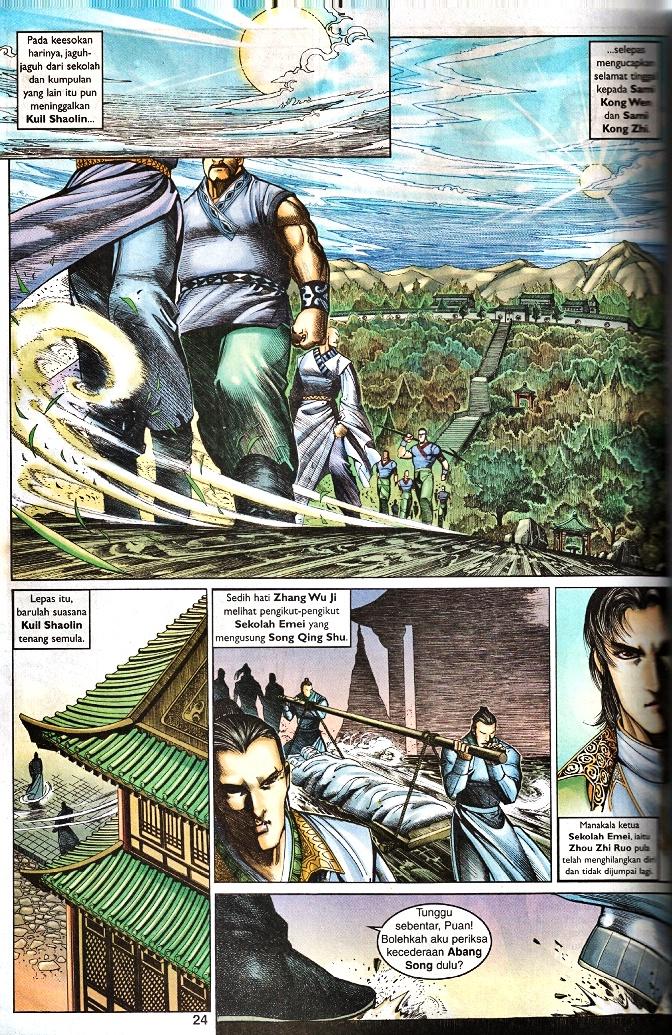 Pada keesokan
harinya, jaguh-
jaguh dari sekolah
dan kumpulan
yang lain itu pun
meninggalkan
Kuil Shaolin...
...selepas
mengucapkan
selamat tinggal
kepada Sami
Kong Wen
dan Sami
Kong Zhi.
Lepas itu,
barulah suasana
Kuil Shaolin
tenang semula.
Sedih hati Zhang Wu Ji
melihat pengikut-pengikut
Sekolah Emei yang
mengusung Song Qing Shu.
Manakala ketua
Sekolah Emei, iaitu
Zhou Zhi Ruo pula
telah menghilangkan diri
dan tidak dijumpai lagi.
Tunggu
sebentar, Puan!
Bolehkah aku periksa
kecederaan Abang
Song dulu?
24